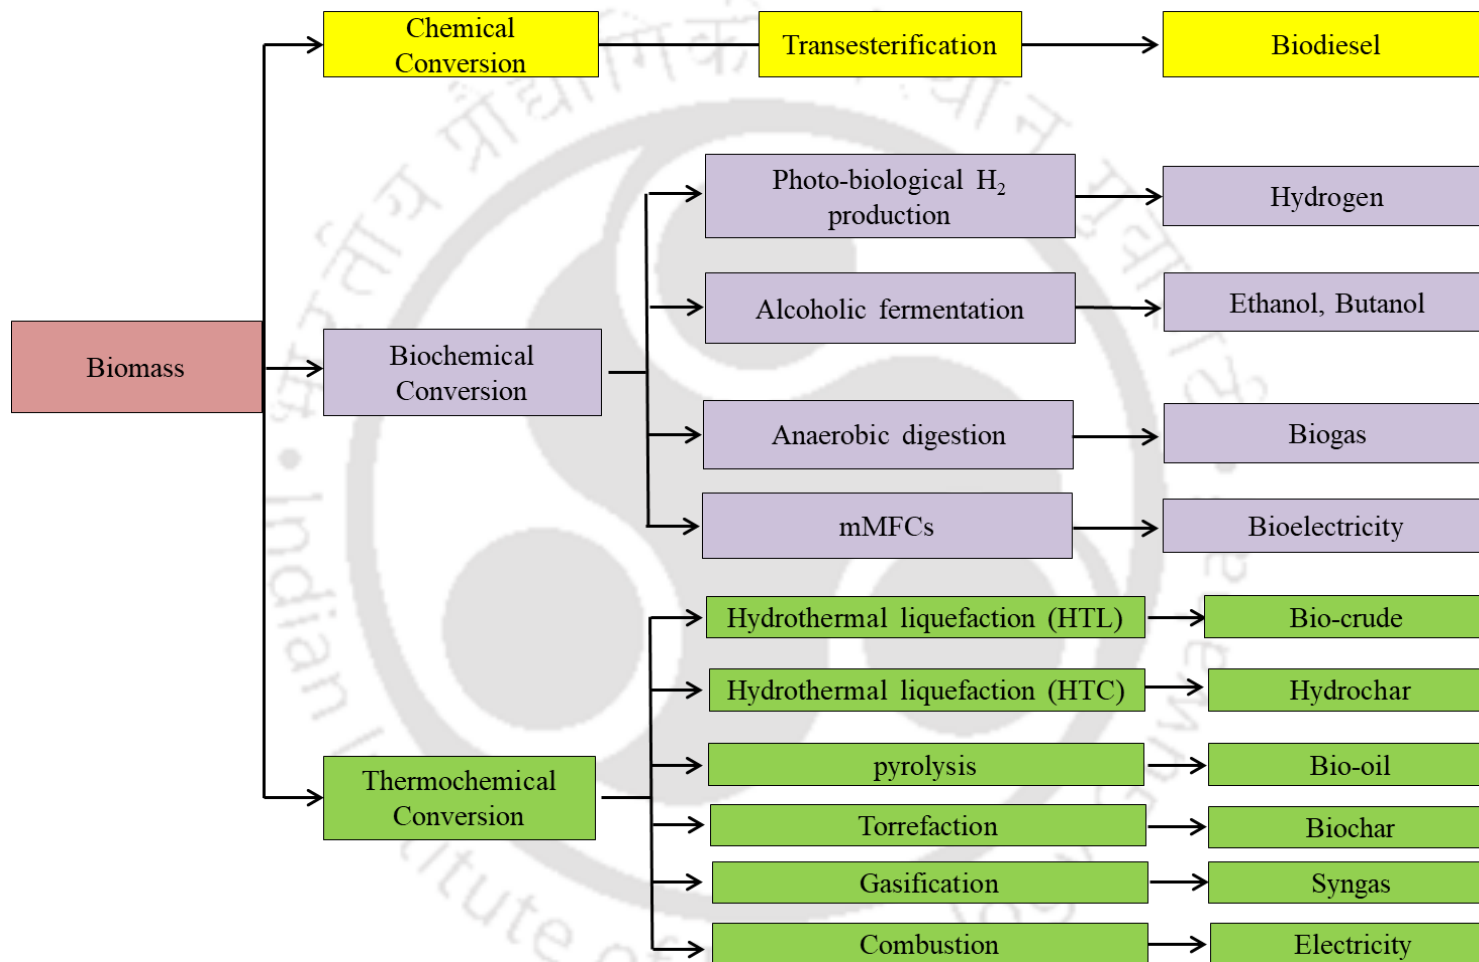 Chemical
Conversion
Transesterification
Biodiesel
Photo-biological H₂
production
Hydrogen
Alcoholic fermentation
Ethanol, Butanol
Biomass
Biochemical
Conversion
Anaerobic digestion
Biogas
mMFCs
Bioelectricity
Hydrothermal liquefaction (HTL)
Bio-crude
Hydrothermal liquefaction (HTC)
Hydrochar
Thermochemical
Conversion
pyrolysis
Bio-oil
Torrefaction
Biochar
Gasification
Syngas
Combustion
Electricity
Indian
of